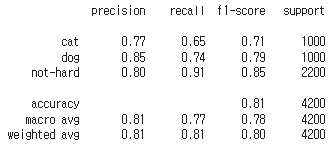 precision recall f1-score support
cat 0.77 0.65 0.71 1000
dog 0.85 0.74 0.79 1000
not-hard 0.80 0.91 0.85 2200
accuracy 0.81 4200
macro avg 0.81 0.77 0.78 4200
weighted avg 0.81 0.81 0.80 4200